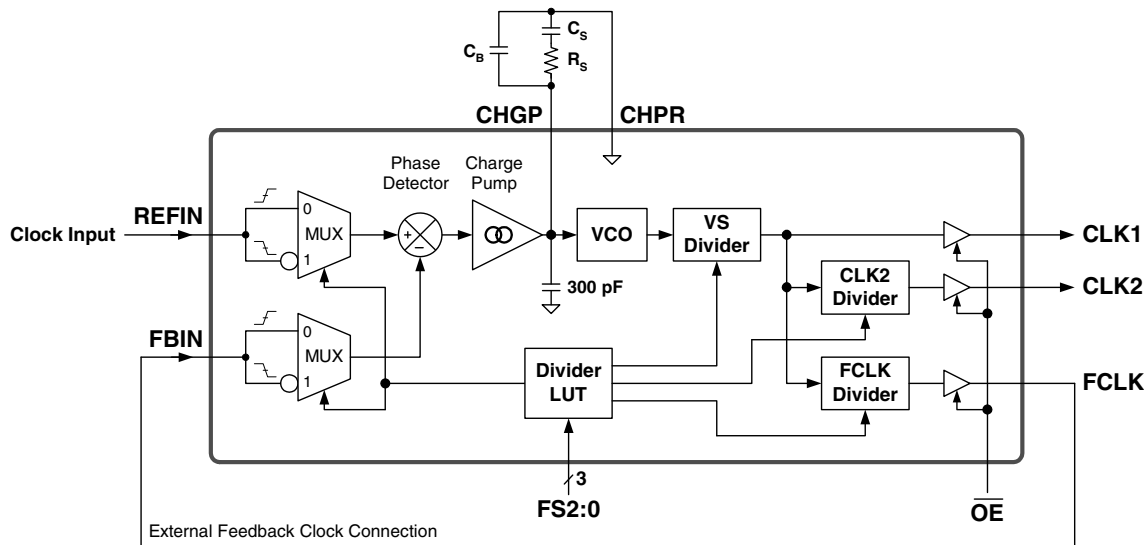 C_S
C_B
R_S
CHGP
CHPR
Phase
Detector
Charge
Pump
REFIN
Clock Input
0
MUX
1
+
−
VCO
VS
Divider
CLK1
300 pF
CLK2
Divider
CLK2
FBIN
0
MUX
1
Divider
LUT
FCLK
Divider
FCLK
3
FS2:0
OE
External Feedback Clock Connection